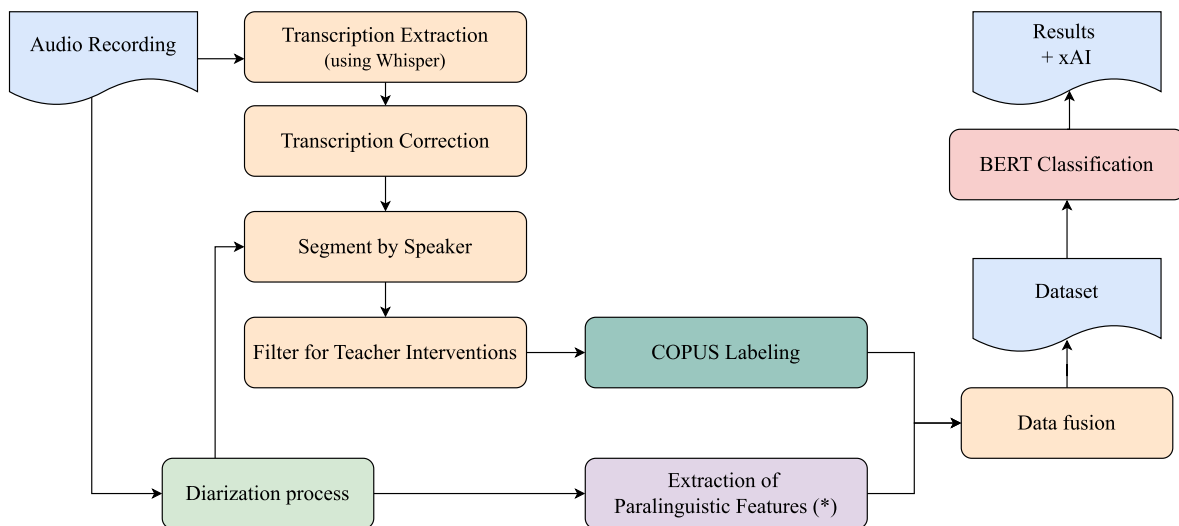 Audio Recording
Transcription Extraction
(using Whisper)
Transcription Correction
Segment by Speaker
Filter for Teacher Interventions
COPUS Labeling
Diarization process
Extraction of
Paralinguistic Features (*)
Data fusion
Dataset
BERT Classification
Results
+ xAI